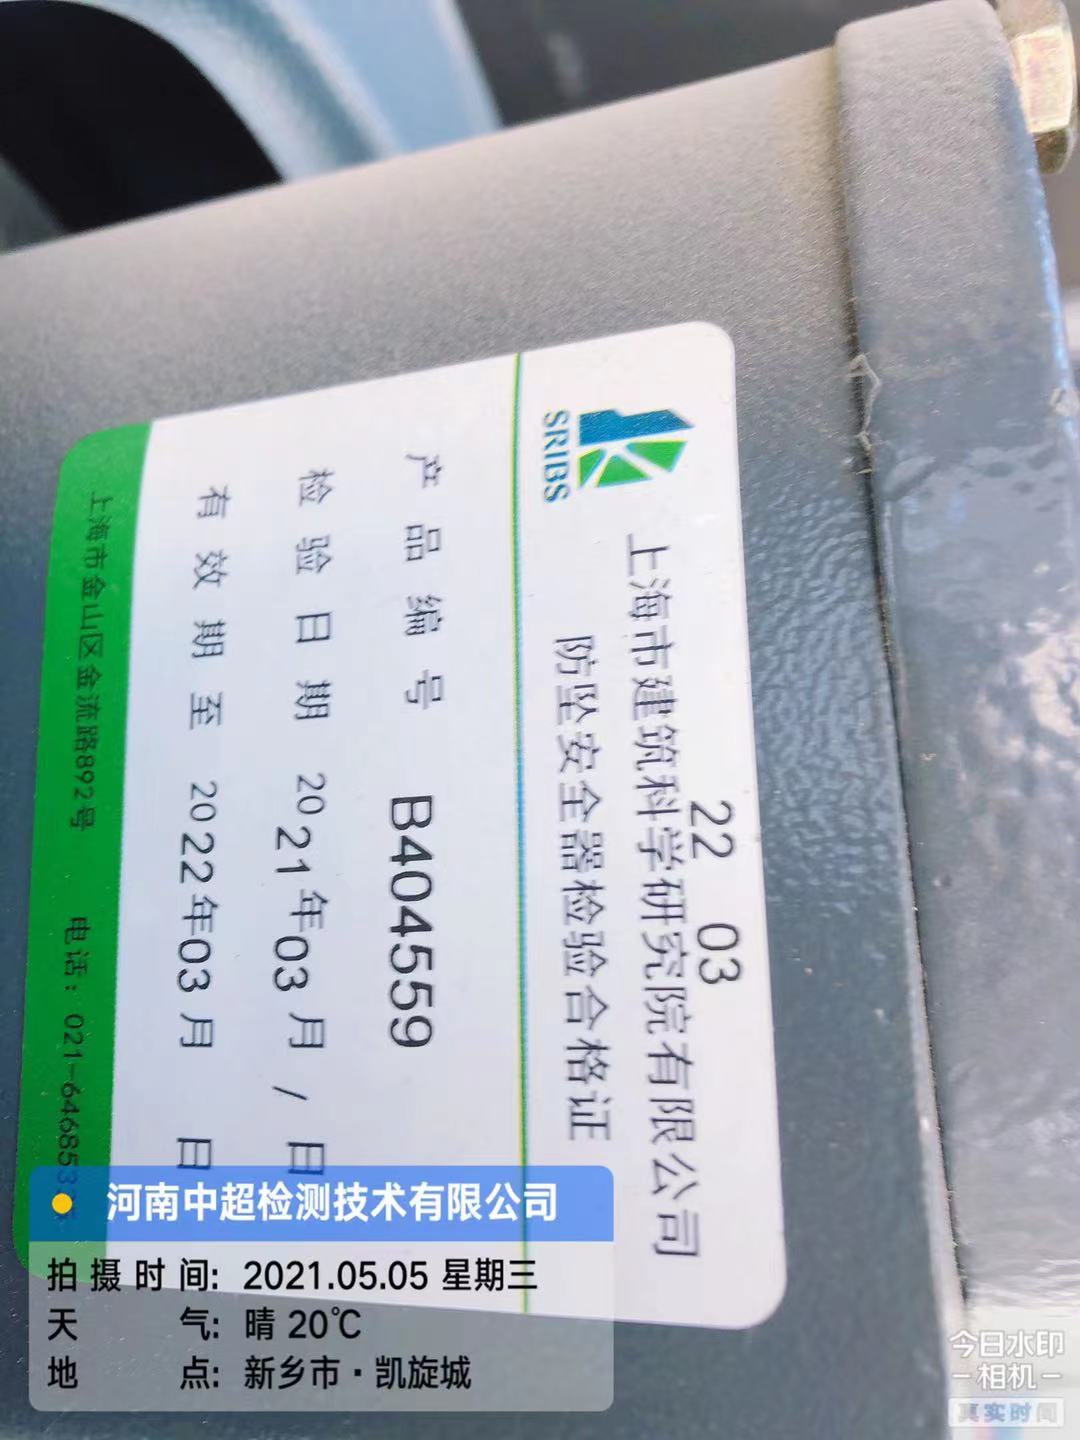 SRIBS
上海市建筑科学研究院有限公司
22 03
防坠安全器检验合格证
产品编号 B404559
检验日期 2021年03月/日
有效期至 2022年03月 日
上海市金山区金流路892号 电话：021-646853
河南中超检测技术有限公司
拍摄时间: 2021.05.05 星期三
天气: 晴 20℃
地点: 新乡市·凯旋城
今日水印
相机
真实时间